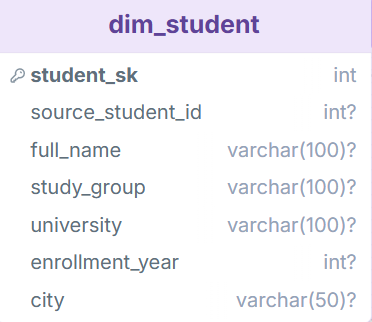 dim_student
student_sk int
source_student_id int?
full_name varchar(100)?
study_group varchar(100)?
university varchar(100)?
enrollment_year int?
city varchar(50)?